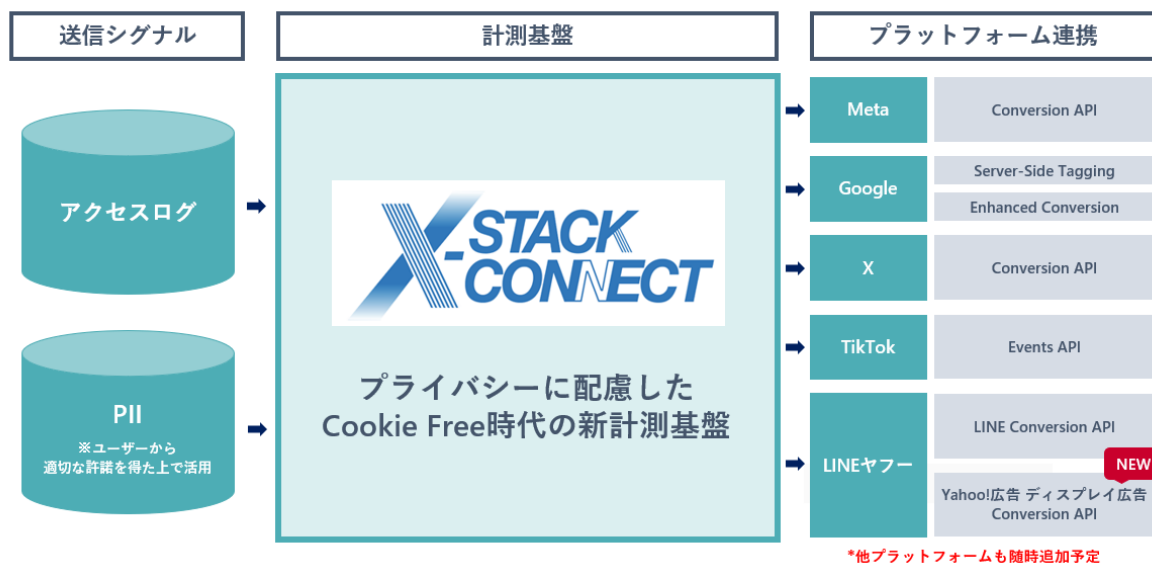 送信シグナル
計測基盤
プラットフォーム連携
アクセスログ
PII
※ユーザーから
適切な許諾を得た上で活用
X-STACK
CONNECT
プライバシーに配慮した
Cookie Free時代の新計測基盤
Meta
Conversion API
Google
Server-Side Tagging
Enhanced Conversion
X
Conversion API
TikTok
Events API
LINEヤフー
LINE Conversion API
NEW
Yahoo!広告 ディスプレイ広告
Conversion API
*他プラットフォームも随時追加予定